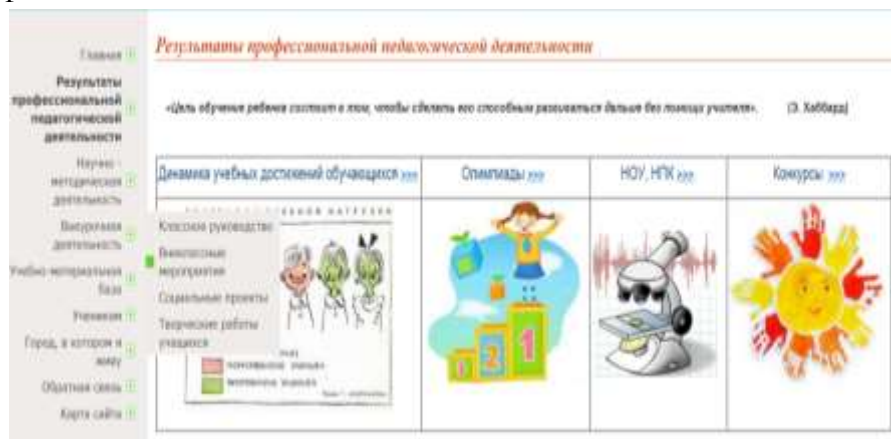 Результаты профессиональной педагогической деятельности
Главная
Результаты
профессиональной
педагогической
деятельности
«Цель обучения ребенка состоит в том, чтобы сделать его способным развиваться дальше без помощи учителя». (Э. Хаббард)
Научно -
методическая
деятельность
Внеурочная
деятельность
Учебно-материальная
база
Ученикам
Город, в котором я
живу
Обратная связь
Карта сайта
Классное руководство
Внеклассные
мероприятия
Социальные проекты
Творческие работы
учащихся
Динамика учебных достижений обучающихся >>>
Олимпиады >>>
НОУ, НПК >>>
Конкурсы >>>
1 2 1